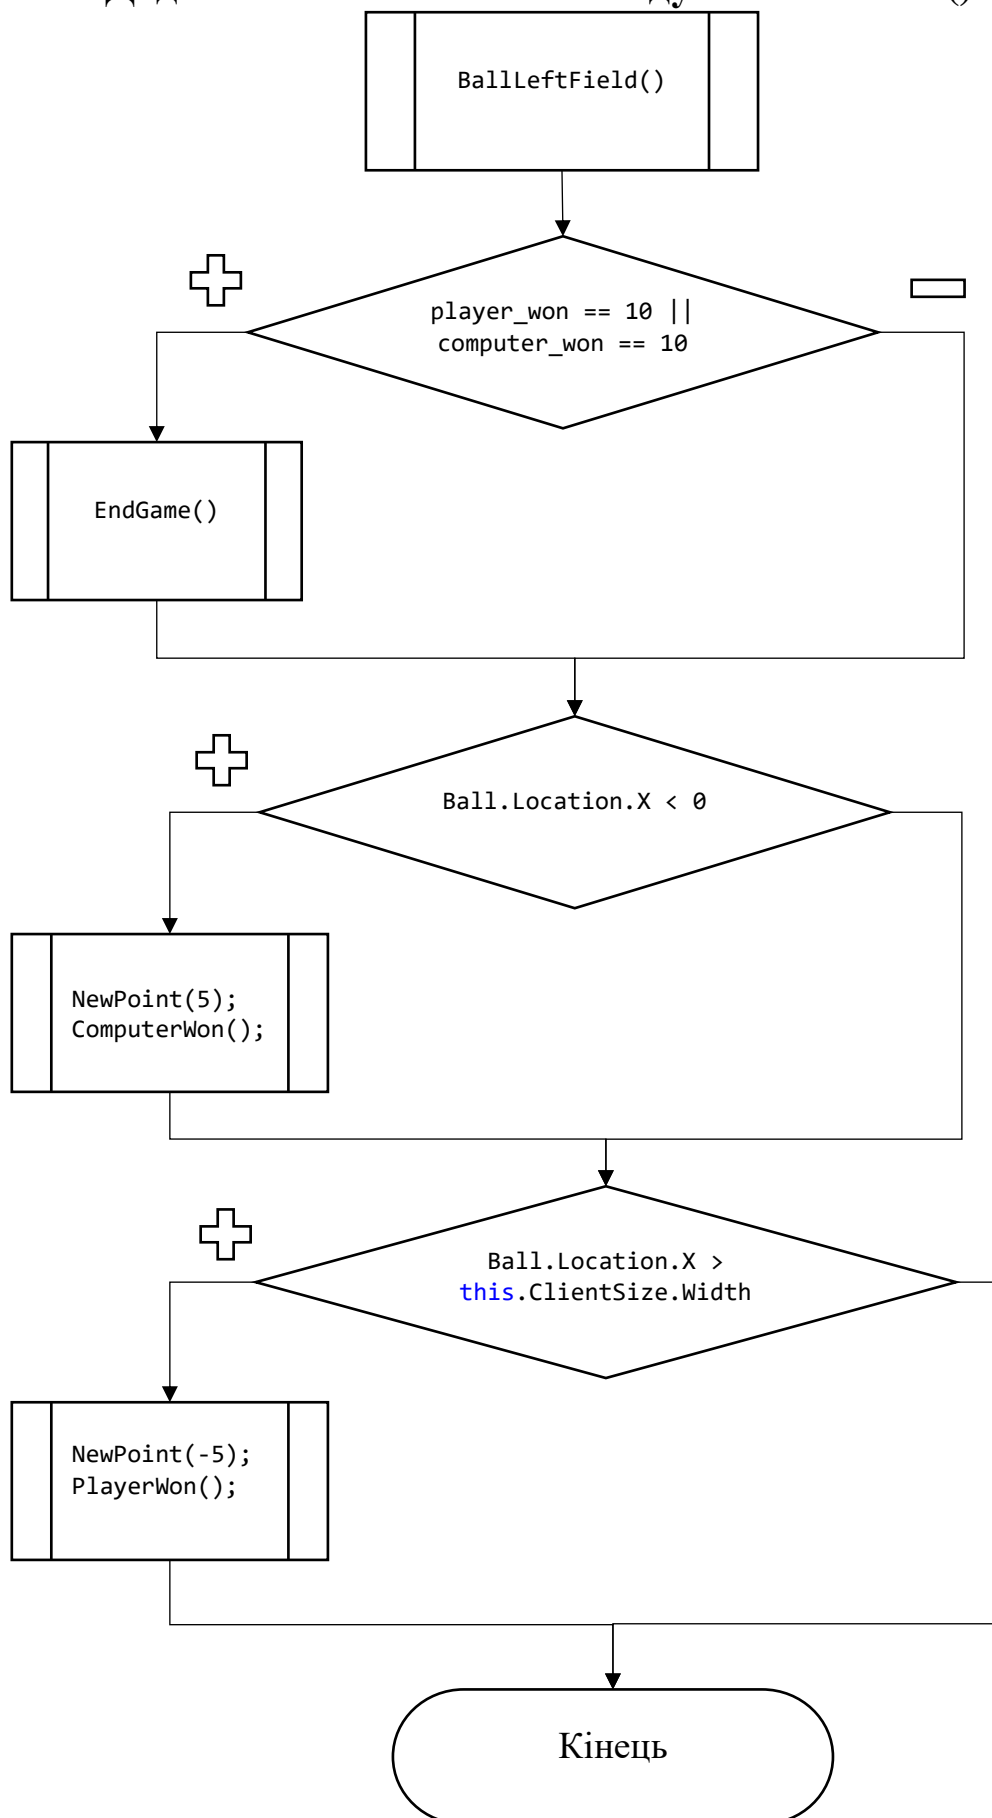 BallLeftField()
player_won == 10 ||
computer_won == 10
EndGame()
Ball.Location.X < 0
NewPoint(5);
ComputerWon();
Ball.Location.X >
this.ClientSize.Width
NewPoint(-5);
PlayerWon();
Кінець